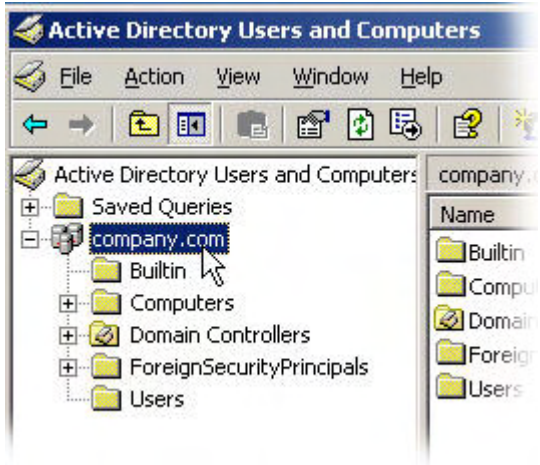 Active Directory Users and Computers
File Action View Window Help
Active Directory Users and Computers
company.
Saved Queries
Name
company.com
Builtin
Builtin
Computers
Domain Controllers
ForeignSecurityPrincipals
Users
Users